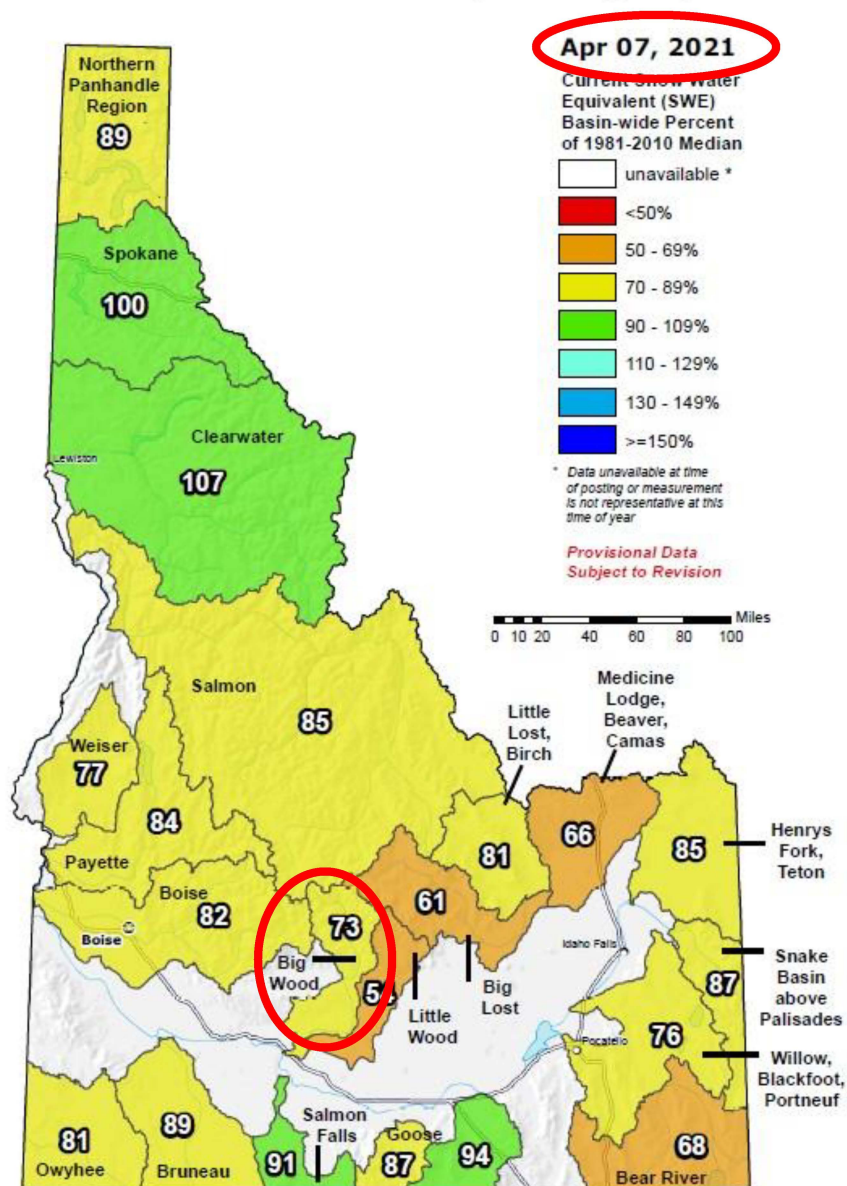 Apr 07, 2021
Current Snow Water
Equivalent (SWE)
Basin-wide Percent
of 1981-2010 Median
unavailable *
<50%
50 - 69%
70 - 89%
90 - 109%
110 - 129%
130 - 149%
>=150%
* Data unavailable at time
of posting or measurement
is not representative at this
time of year
Provisional Data
Subject to Revision
Miles
0 10 20 40 60 80 100
Northern
Panhandle
Region
89
Spokane
100
Clearwater
107
Lewiston
Salmon
85
Weiser
77
84
Payette
Boise
82
Boise
73
Big
Wood
54
Little
Wood
61
Big
Lost
Little
Lost,
Birch
81
Medicine
Lodge,
Beaver,
Camas
66
85
Henrys
Fork,
Teton
Idaho Falls
87
Snake
Basin
above
Palisades
Pocatello
76
Willow,
Blackfoot,
Portneuf
81
Owyhee
89
Bruneau
Salmon
Falls
91
Goose
87
94
68
Bear River